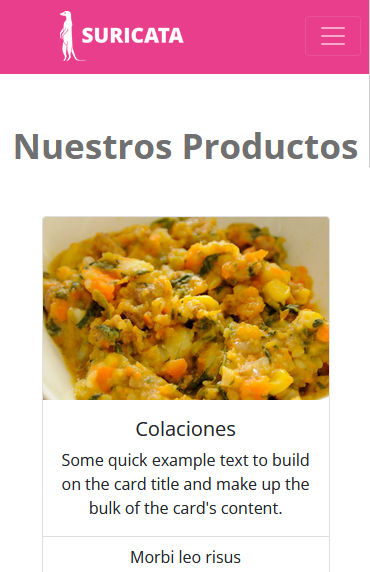 SURICATA
Nuestros Productos
Colaciones
Some quick example text to build
on the card title and make up the
bulk of the card's content.
Morbi leo risus